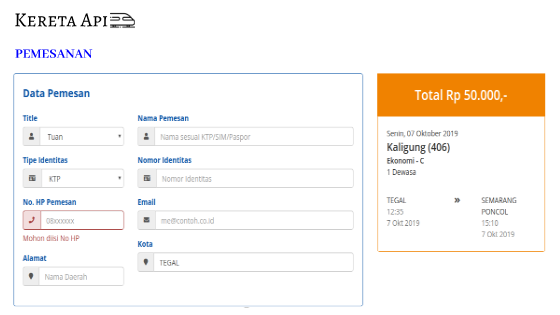 KERETA API
PEMESANAN
Data Pemesan
Title
Nama Pemesan
Tuan
Nama sesuai KTP/SIM/Paspor
Tipe Identitas
Nomor Identitas
KTP
Nomor Identitas
No. HP Pemesan
Email
08xxxxxx
me@contoh.co.id
Mohon diisi No HP
Kota
TEGAL
Alamat
Nama Daerah
Total Rp 50.000,-
Senin, 07 Oktober 2019
Kaligung (406)
Ekonomi - C
1 Dewasa
TEGAL
»
SEMARANG
PONCOL
12:35
15:10
7 Okt 2019
7 Okt 2019